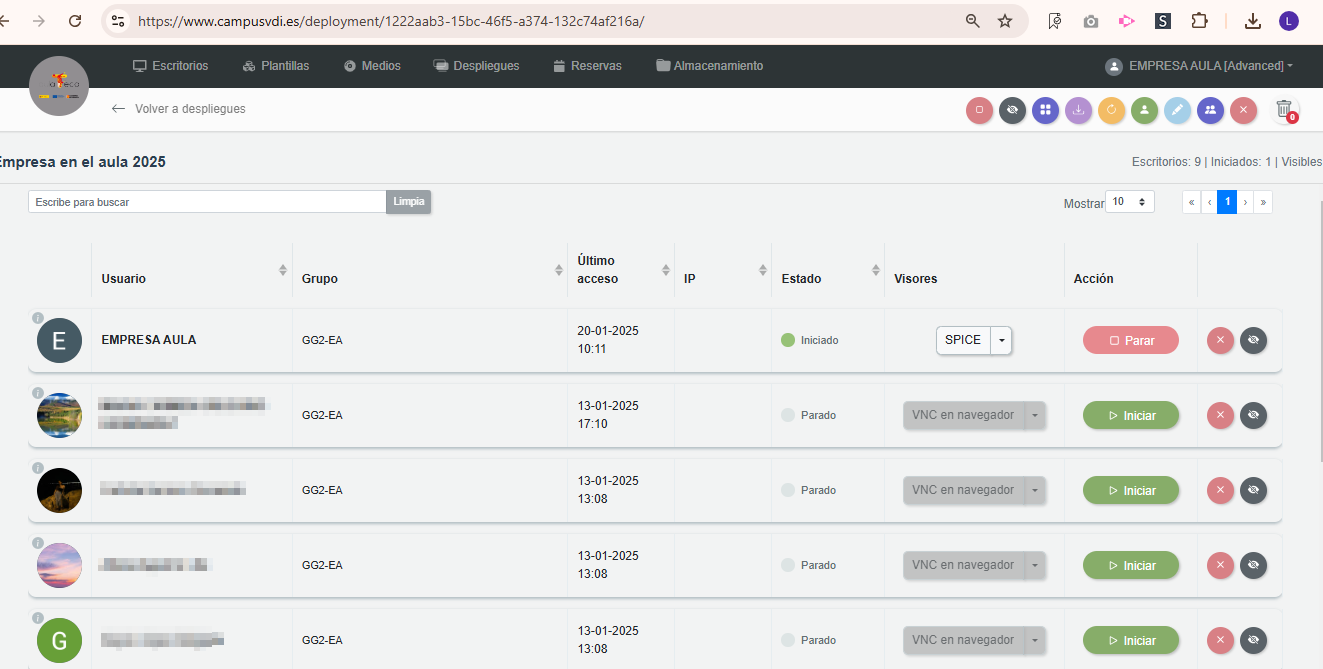 https://www.campusvdi.es/deployment/1222aab3-15bc-46f5-a374-132c74af216a/
S
L
ateca
Escritorios
Plantillas
Medios
Despliegues
Reservas
Almacenamiento
EMPRESA AULA [Advanced]
← Volver a despliegues
0
Empresa en el aula 2025
Escritorios: 9 | Iniciados: 1 | Visibles
Escribe para buscar
Limpia
Mostrar 10
« ‹ 1 › »
Usuario Grupo Último acceso IP Estado Visores Acción
E EMPRESA AULA GG2-EA 20-01-2025 10:11 Iniciado SPICE Parar
GG2-EA 13-01-2025 17:10 Parado VNC en navegador Iniciar
GG2-EA 13-01-2025 13:08 Parado VNC en navegador Iniciar
GG2-EA 13-01-2025 13:08 Parado VNC en navegador Iniciar
G GG2-EA 13-01-2025 13:08 Parado VNC en navegador Iniciar